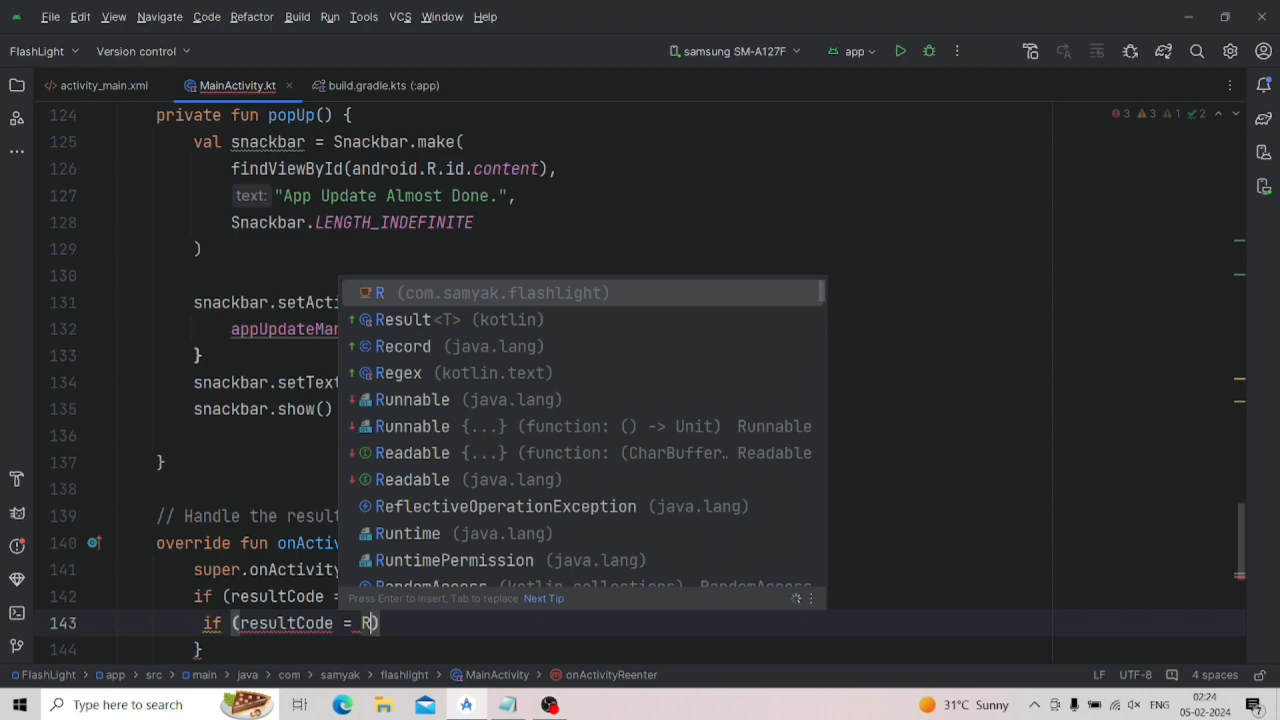 File Edit View Navigate Code Refactor Build Run Tools VCS Window Help
FlashLight Version control samsung SM-A127F app
activity_main.xml MainActivity.kt build.gradle.kts (:app)
124 private fun popUp() { 3 3 1 2
125 val snackbar = Snackbar.make(
126 findViewById(android.R.id.content),
127 text: "App Update Almost Done.",
128 Snackbar.LENGTH_INDEFINITE
129 )
130
131 snackbar.setActi
132 appUpdateMan
133 }
134 snackbar.setText
135 snackbar.show()
136
137 }
138
139 // Handle the result
140 override fun onActiv
141 super.onActivity
142 if (resultCode =
143 if (resultCode = R)
144 }
R (com.samyak.flashlight)
Result<T> (kotlin)
Record (java.lang)
Regex (kotlin.text)
Runnable (java.lang)
Runnable {...} (function: () -> Unit) Runnable
Readable {...} (function: (CharBuffer… Readable
Readable (java.lang)
ReflectiveOperationException (java.lang)
Runtime (java.lang)
RuntimePermission (java.lang)
RandomAccess (kotlin.collections) RandomAccess
Press Enter to insert, Tab to replace Next Tip
FlashLight app src main java com samyak flashlight MainActivity onActivityReenter LF UTF-8 4 spaces
Type here to search 31°C Sunny ENG 02:24
05-02-2024 7